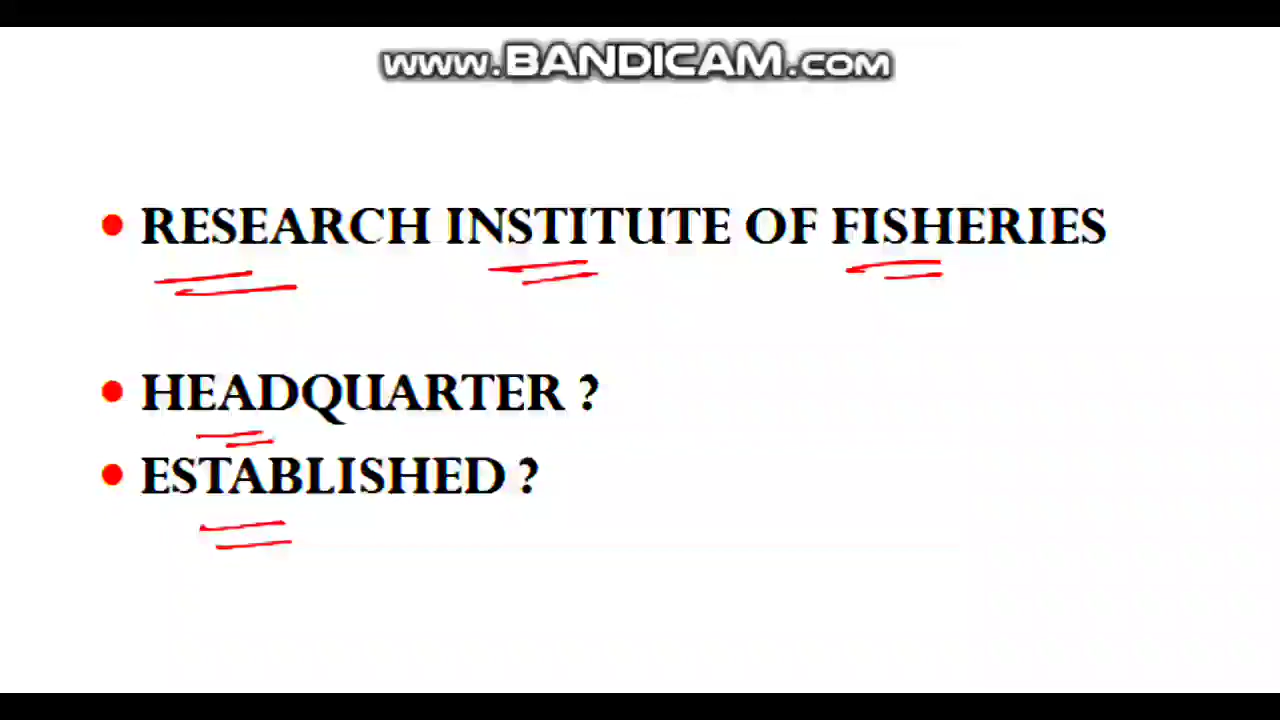 www.BANDICAM.com
• RESEARCH INSTITUTE OF FISHERIES
• HEADQUARTER ?
• ESTABLISHED ?